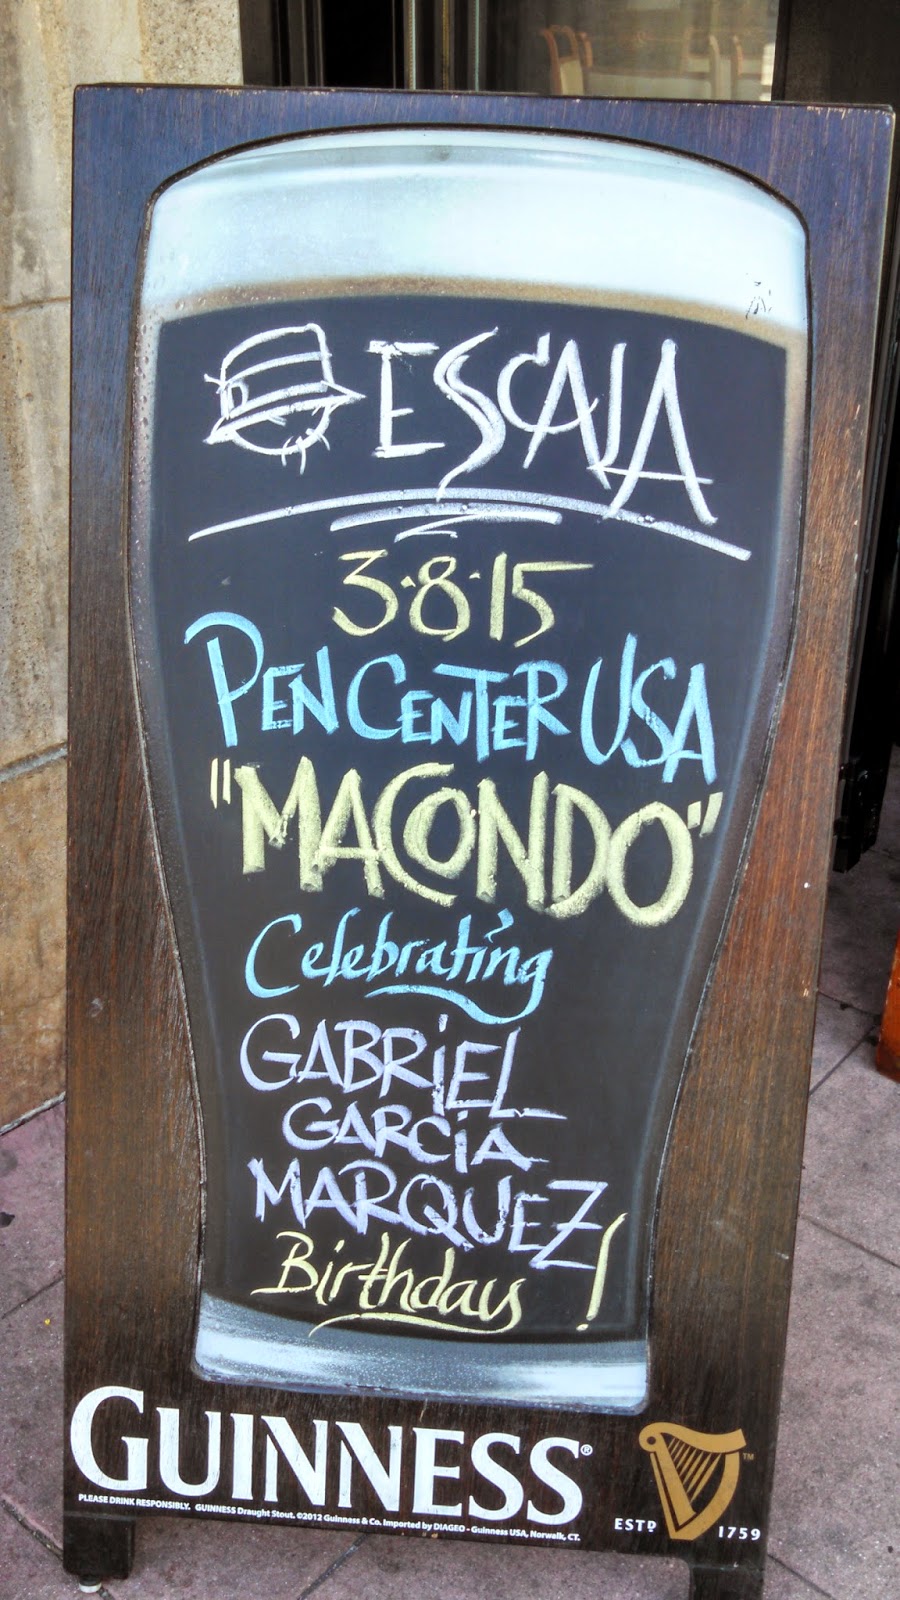 ESCALA
3·8·15
PEN CENTER USA
"MACONDO"
Celebrating
GABRIEL
GARCIA
MARQUEZ
Birthday !
GUINNESS®
PLEASE DRINK RESPONSIBLY. GUINNESS Draught Stout. ©2012 Guinness & Co. Imported by DIAGEO - Guinness USA, Norwalk, CT.
ESTD 1759
TM